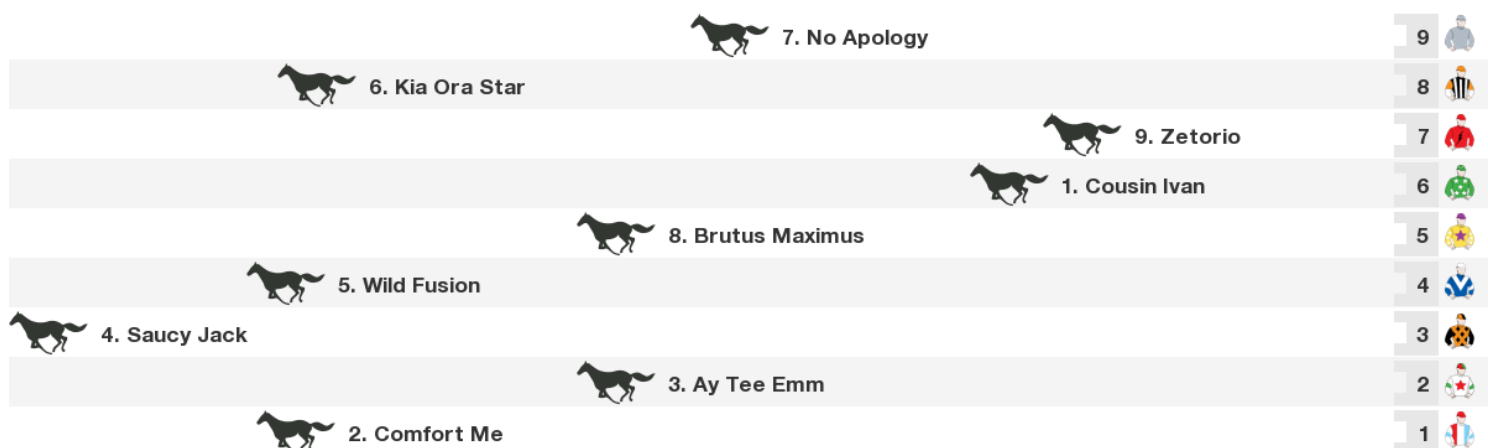 7. No Apology 9
6. Kia Ora Star 8
9. Zetorio 7
1. Cousin Ivan 6
8. Brutus Maximus 5
5. Wild Fusion 4
4. Saucy Jack 3
3. Ay Tee Emm 2
2. Comfort Me 1